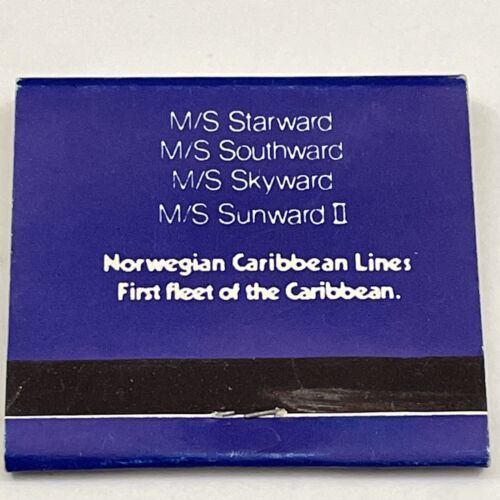 M/S Starward
M/S Southward
M/S Skyward
M/S Sunward II
Norwegian Caribbean Lines
First fleet of the Caribbean.